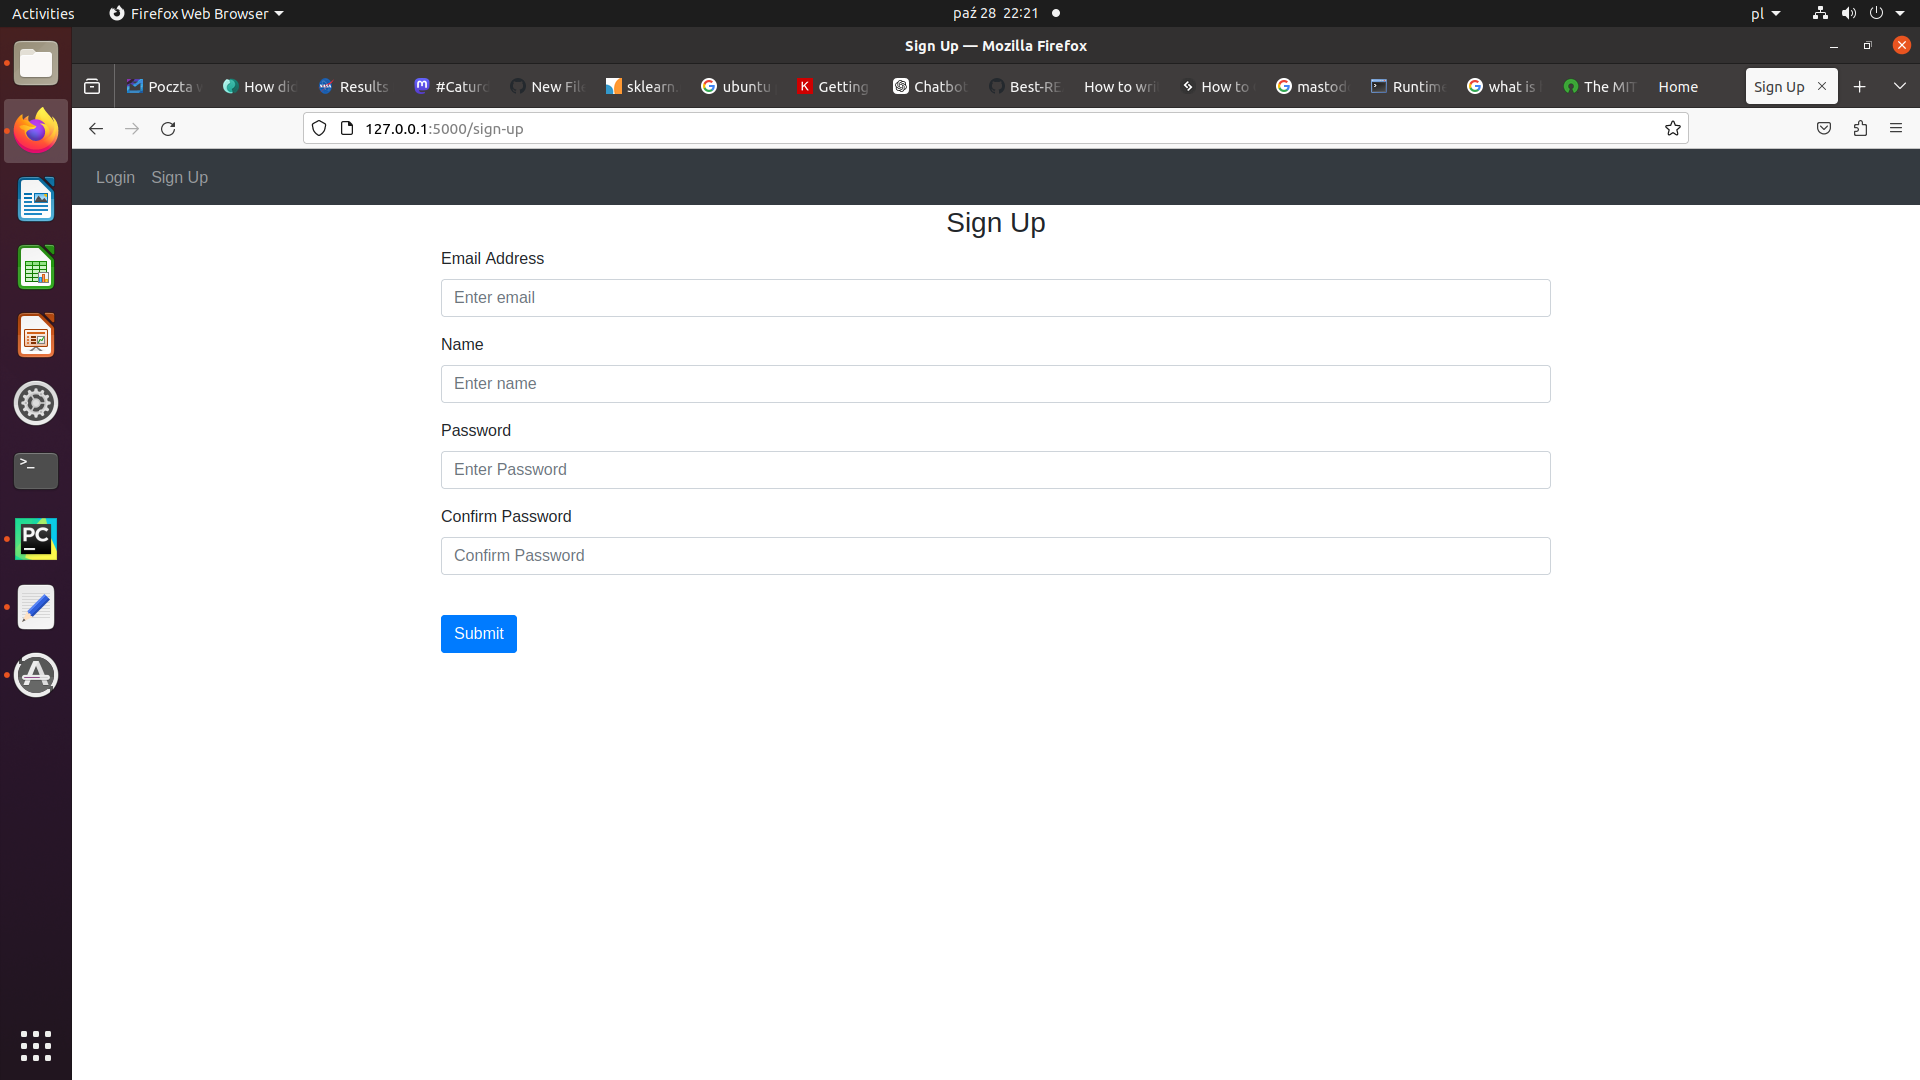 Activities
Firefox Web Browser
paź 28 22:21
pl
Sign Up — Mozilla Firefox
Poczta
How did
Results
#Caturd
New File
sklearn.
ubuntu
Getting
Chatbot
Best-RE
How to wri
How to
mastod
Runtime
what is
The MIT
Home
Sign Up
127.0.0.1:5000/sign-up
Login
Sign Up
Sign Up
Email Address
Enter email
Name
Enter name
Password
Enter Password
Confirm Password
Confirm Password
Submit
PC